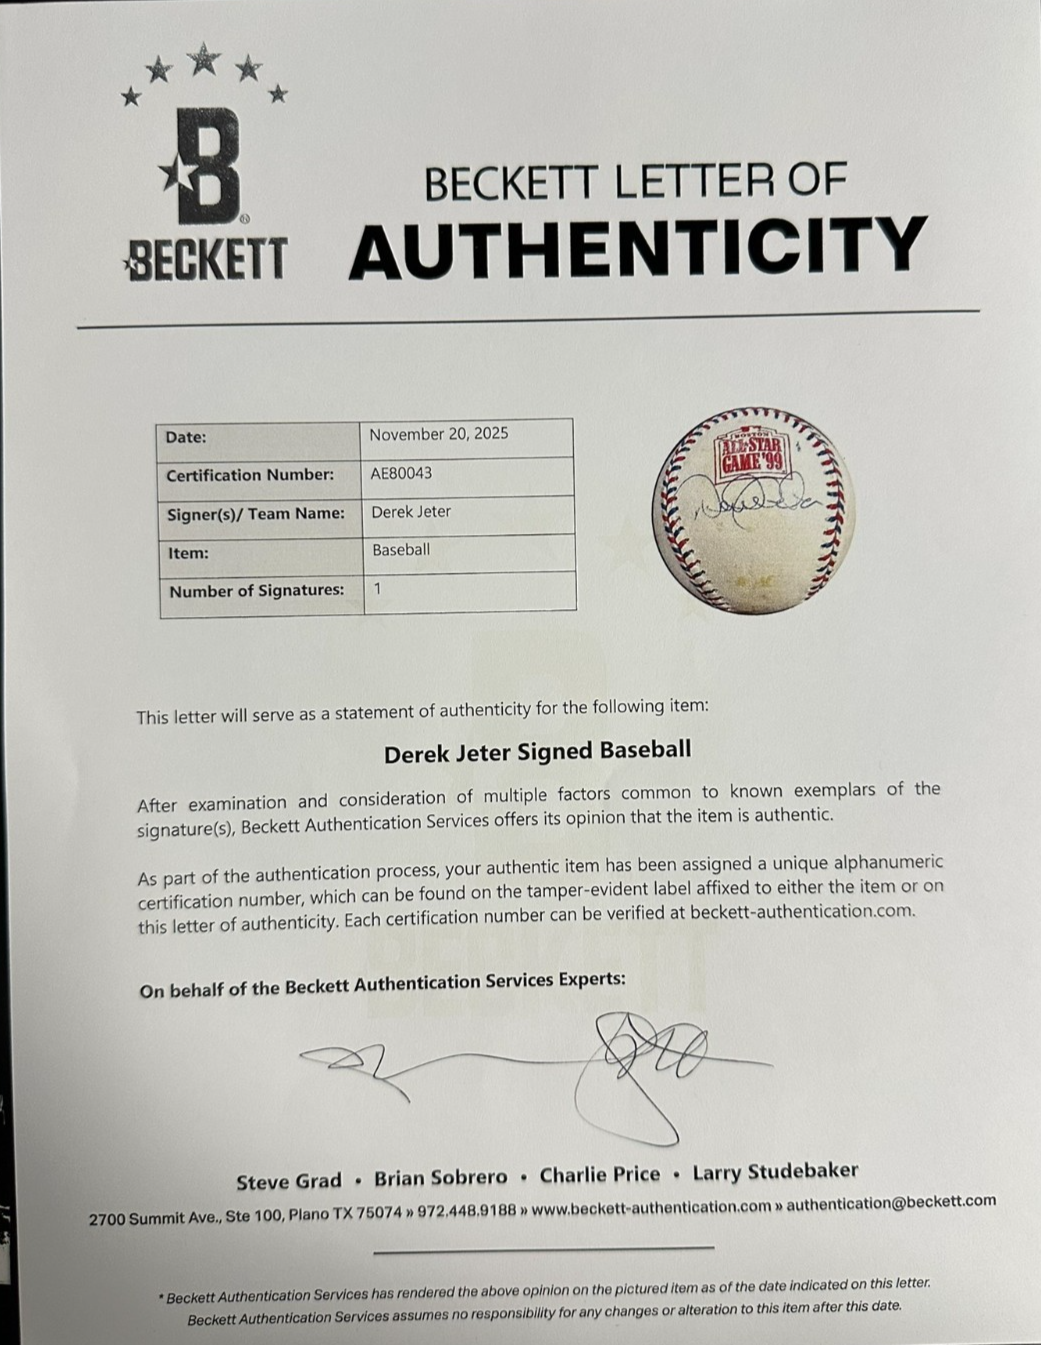 B
®
BECKETT
BECKETT LETTER OF
AUTHENTICITY
Date: November 20, 2025
Certification Number: AE80043
Signer(s)/ Team Name: Derek Jeter
Item: Baseball
Number of Signatures: 1
BOSTON
ALL-STAR
GAME '99
This letter will serve as a statement of authenticity for the following item:
Derek Jeter Signed Baseball
After examination and consideration of multiple factors common to known exemplars of the
signature(s), Beckett Authentication Services offers its opinion that the item is authentic.
As part of the authentication process, your authentic item has been assigned a unique alphanumeric
certification number, which can be found on the tamper-evident label affixed to either the item or on
this letter of authenticity. Each certification number can be verified at beckett-authentication.com.
On behalf of the Beckett Authentication Services Experts:
Steve Grad • Brian Sobrero • Charlie Price • Larry Studebaker
2700 Summit Ave., Ste 100, Plano TX 75074 » 972.448.9188 » www.beckett-authentication.com » authentication@beckett.com
* Beckett Authentication Services has rendered the above opinion on the pictured item as of the date indicated on this letter.
Beckett Authentication Services assumes no responsibility for any changes or alteration to this item after this date.